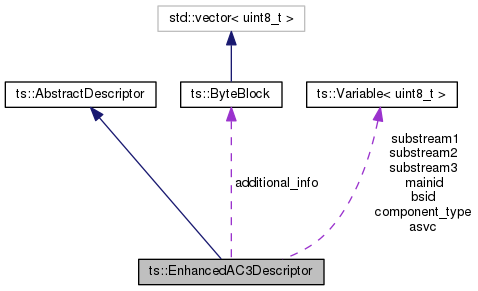 std::vector< uint8_t >
ts::AbstractDescriptor
ts::ByteBlock
ts::Variable< uint8_t >
substream1
substream2
substream3
mainid
bsid
component_type
asvc
additional_info
ts::EnhancedAC3Descriptor